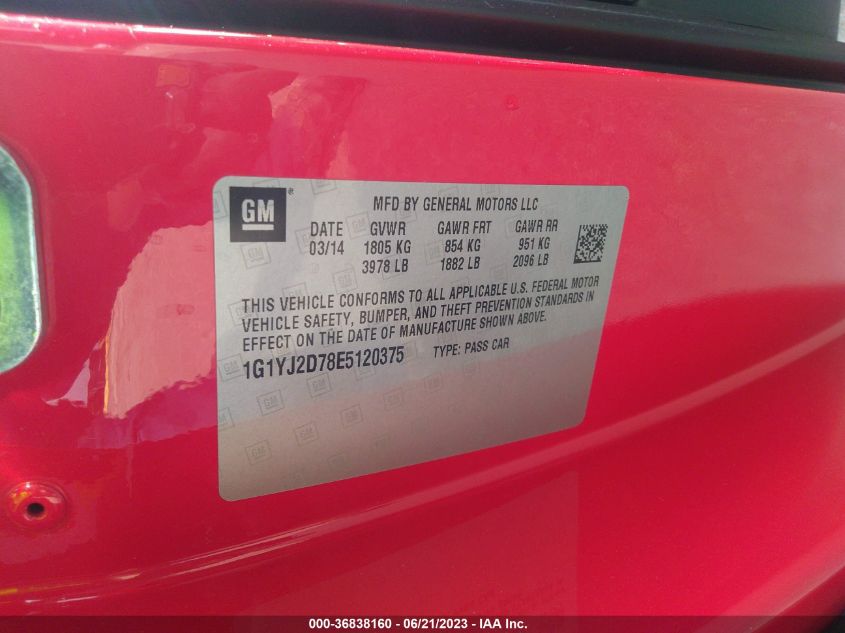 GM ®
MFD BY GENERAL MOTORS LLC
DATE GVWR GAWR FRT GAWR RR
03/14 1805 KG 854 KG 951 KG
3978 LB 1882 LB 2096 LB
THIS VEHICLE CONFORMS TO ALL APPLICABLE U.S. FEDERAL MOTOR
VEHICLE SAFETY, BUMPER, AND THEFT PREVENTION STANDARDS IN
EFFECT ON THE DATE OF MANUFACTURE SHOWN ABOVE.
1G1YJ2D78E5120375 TYPE: PASS CAR
000-36838160 - 06/21/2023 - IAA Inc.